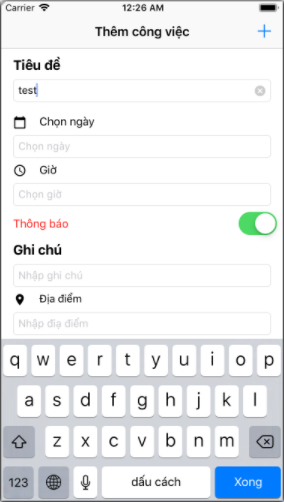 Carrier 12:26 AM
Thêm công việc +
Tiêu đề
test
Chọn ngày
Chọn ngày
Giờ
Chọn giờ
Thông báo
Ghi chú
Nhập ghi chú
Địa điểm
Nhập địa điểm
q w e r t y u i o p
a s d f g h j k l
z x c v b n m
123 dấu cách Xong